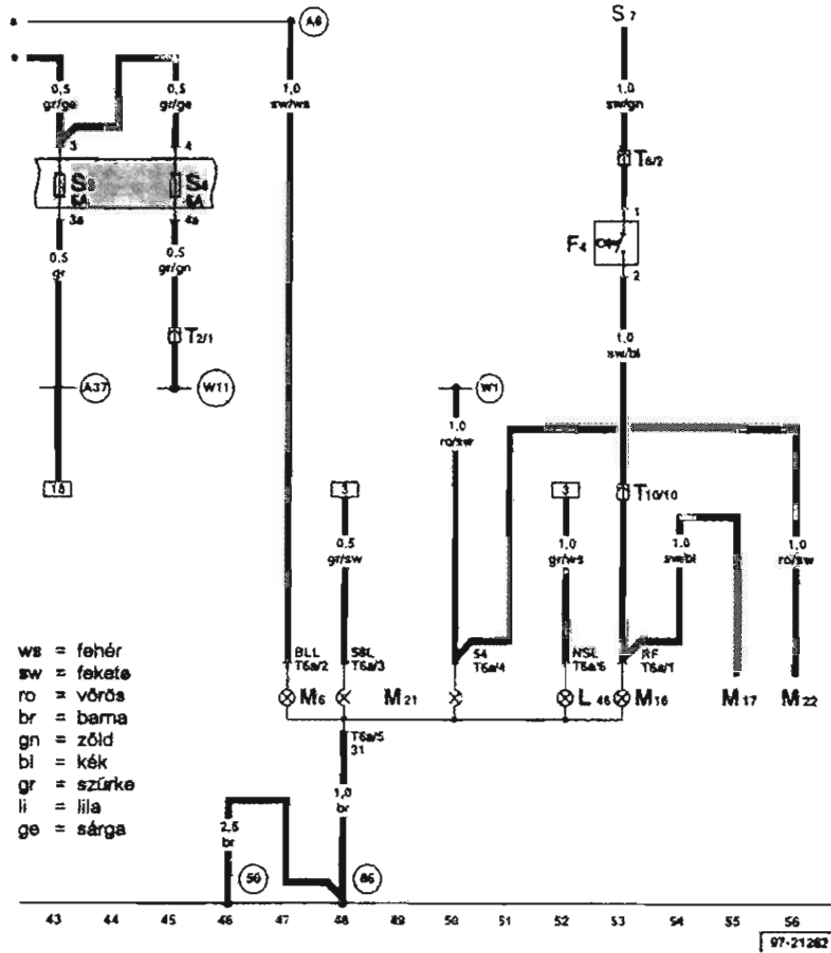 a
A6
S 7
e
0,5
gr/ge
0,5
gr/ge
1,0
sw/ws
1,0
sw/gn
T6/2
3
4
S
5A
S4
5A
3a
4a
1
F4
2
0,5
gr
0,5
gr/gn
T2/1
1,0
sw/bl
A37
W11
W1
1,0
ro/sw
18
3
3
T10/10
0,5
gr/sw
1,0
gr/ws
1,0
sw/bl
1,0
ro/sw
BLL
T6a/2
SBL
T6a/3
54
T6a/4
NSL
T6a/6
RF
T6a/1
M6
M21
L 46
M16
M17
M22
T6a/5
31
ws = fehér
sw = fekete
ro = vörös
br = barna
gn = zöld
bl = kék
gr = szürke
li = lila
ge = sárga
1,0
br
2,5
br
50
86
43 44 45 46 47 48 49 50 51 52 53 54 55 56
97-21262